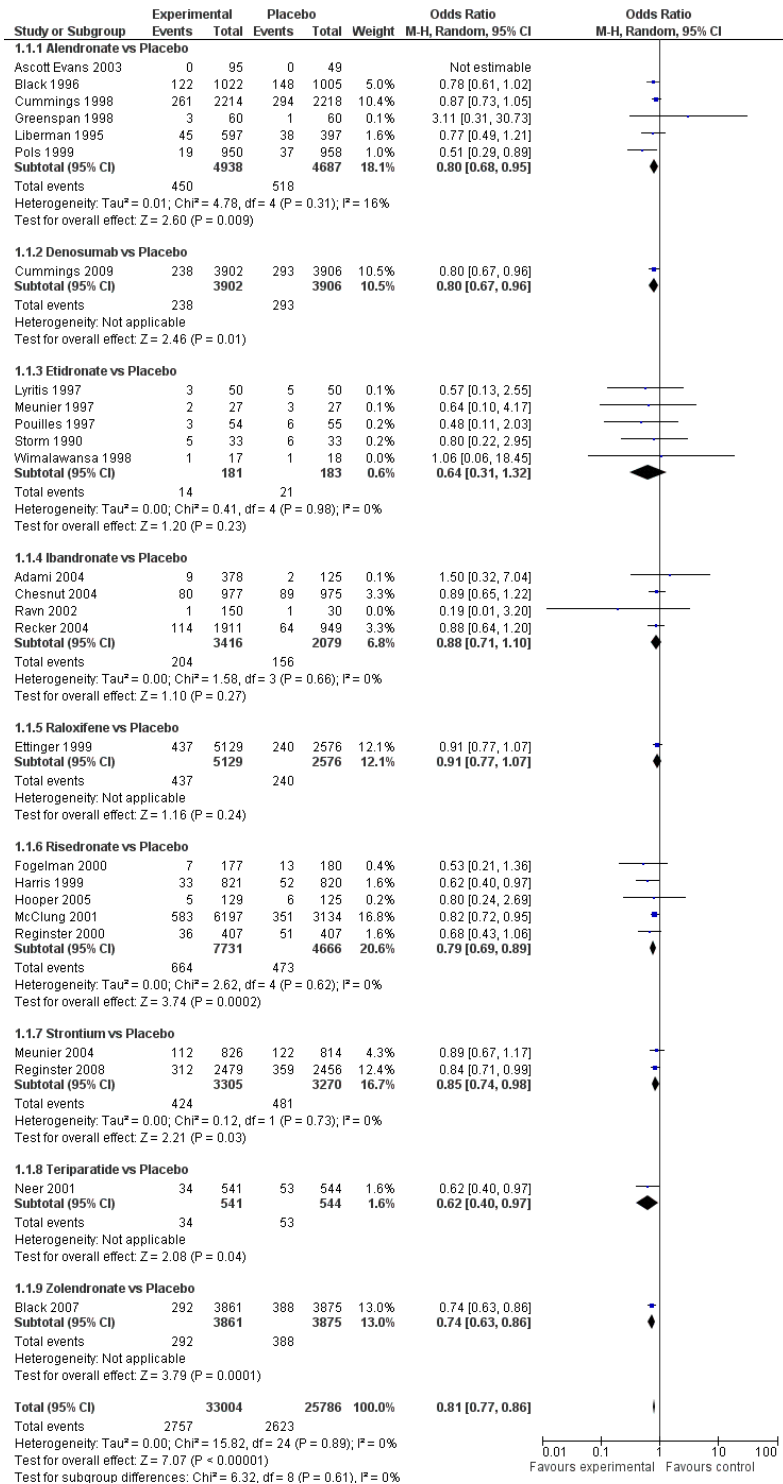 Experimental Placebo Odds Ratio Odds Ratio
Study or Subgroup Events Total Events Total Weight M-H, Random, 95% CI M-H, Random, 95% CI
1.1.1 Alendronate vs Placebo
Ascott Evans 2003 0 95 0 49 Not estimable
Black 1996 122 1022 148 1005 5.0% 0.78 [0.61, 1.02]
Cummings 1998 261 2214 294 2218 10.4% 0.87 [0.73, 1.05]
Greenspan 1998 3 60 1 60 0.1% 3.11 [0.31, 30.73]
Liberman 1995 45 597 38 397 1.6% 0.77 [0.49, 1.21]
Pols 1999 19 950 37 958 1.0% 0.51 [0.29, 0.89]
Subtotal (95% CI) 4938 4687 18.1% 0.80 [0.68, 0.95]
Total events 450 518
Heterogeneity: Tau² = 0.01; Chi² = 4.78, df = 4 (P = 0.31); I² = 16%
Test for overall effect: Z = 2.60 (P = 0.009)
1.1.2 Denosumab vs Placebo
Cummings 2009 238 3902 293 3906 10.5% 0.80 [0.67, 0.96]
Subtotal (95% CI) 3902 3906 10.5% 0.80 [0.67, 0.96]
Total events 238 293
Heterogeneity: Not applicable
Test for overall effect: Z = 2.46 (P = 0.01)
1.1.3 Etidronate vs Placebo
Lyritis 1997 3 50 5 50 0.1% 0.57 [0.13, 2.55]
Meunier 1997 2 27 3 27 0.1% 0.64 [0.10, 4.17]
Pouilles 1997 3 54 6 55 0.2% 0.48 [0.11, 2.03]
Storm 1990 5 33 6 33 0.2% 0.80 [0.22, 2.95]
Wimalawansa 1998 1 17 1 18 0.0% 1.06 [0.06, 18.45]
Subtotal (95% CI) 181 183 0.6% 0.64 [0.31, 1.32]
Total events 14 21
Heterogeneity: Tau² = 0.00; Chi² = 0.41, df = 4 (P = 0.98); I² = 0%
Test for overall effect: Z = 1.20 (P = 0.23)
1.1.4 Ibandronate vs Placebo
Adami 2004 9 378 2 125 0.1% 1.50 [0.32, 7.04]
Chesnut 2004 80 977 89 975 3.3% 0.89 [0.65, 1.22]
Ravn 2002 1 150 1 30 0.0% 0.19 [0.01, 3.20]
Recker 2004 114 1911 64 949 3.3% 0.88 [0.64, 1.20]
Subtotal (95% CI) 3416 2079 6.8% 0.88 [0.71, 1.10]
Total events 204 156
Heterogeneity: Tau² = 0.00; Chi² = 1.58, df = 3 (P = 0.66); I² = 0%
Test for overall effect: Z = 1.10 (P = 0.27)
1.1.5 Raloxifene vs Placebo
Ettinger 1999 437 5129 240 2576 12.1% 0.91 [0.77, 1.07]
Subtotal (95% CI) 5129 2576 12.1% 0.91 [0.77, 1.07]
Total events 437 240
Heterogeneity: Not applicable
Test for overall effect: Z = 1.16 (P = 0.24)
1.1.6 Risedronate vs Placebo
Fogelman 2000 7 177 13 180 0.4% 0.53 [0.21, 1.36]
Harris 1999 33 821 52 820 1.6% 0.62 [0.40, 0.97]
Hooper 2005 5 129 6 125 0.2% 0.80 [0.24, 2.69]
McClung 2001 583 6197 351 3134 16.8% 0.82 [0.72, 0.95]
Reginster 2000 36 407 51 407 1.6% 0.68 [0.43, 1.06]
Subtotal (95% CI) 7731 4666 20.6% 0.79 [0.69, 0.89]
Total events 664 473
Heterogeneity: Tau² = 0.00; Chi² = 2.62, df = 4 (P = 0.62); I² = 0%
Test for overall effect: Z = 3.74 (P = 0.0002)
1.1.7 Strontium vs Placebo
Meunier 2004 112 826 122 814 4.3% 0.89 [0.67, 1.17]
Reginster 2008 312 2479 359 2456 12.4% 0.84 [0.71, 0.99]
Subtotal (95% CI) 3305 3270 16.7% 0.85 [0.74, 0.98]
Total events 424 481
Heterogeneity: Tau² = 0.00; Chi² = 0.12, df = 1 (P = 0.73); I² = 0%
Test for overall effect: Z = 2.21 (P = 0.03)
1.1.8 Teriparatide vs Placebo
Neer 2001 34 541 53 544 1.6% 0.62 [0.40, 0.97]
Subtotal (95% CI) 541 544 1.6% 0.62 [0.40, 0.97]
Total events 34 53
Heterogeneity: Not applicable
Test for overall effect: Z = 2.08 (P = 0.04)
1.1.9 Zolendronate vs Placebo
Black 2007 292 3861 388 3875 13.0% 0.74 [0.63, 0.86]
Subtotal (95% CI) 3861 3875 13.0% 0.74 [0.63, 0.86]
Total events 292 388
Heterogeneity: Not applicable
Test for overall effect: Z = 3.79 (P = 0.0001)
Total (95% CI) 33004 25786 100.0% 0.81 [0.77, 0.86]
Total events 2757 2623
Heterogeneity: Tau² = 0.00; Chi² = 15.82, df = 24 (P = 0.89); I² = 0%
Test for overall effect: Z = 7.07 (P < 0.00001)
Test for subgroup differences: Chi² = 6.32, df = 8 (P = 0.61), I² = 0%
0.01 0.1 1 10 100
Favours experimental Favours control